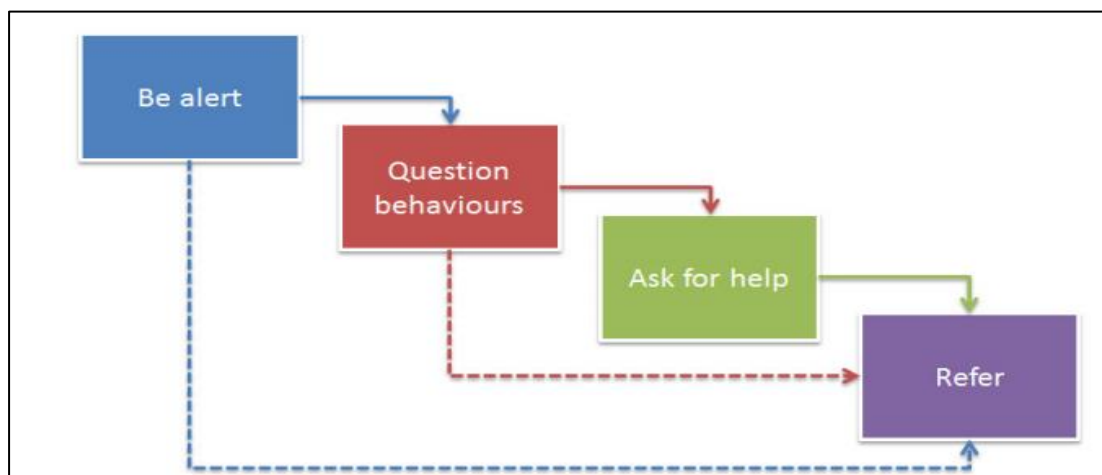 Be alert
Question
behaviours
Ask for help
Refer